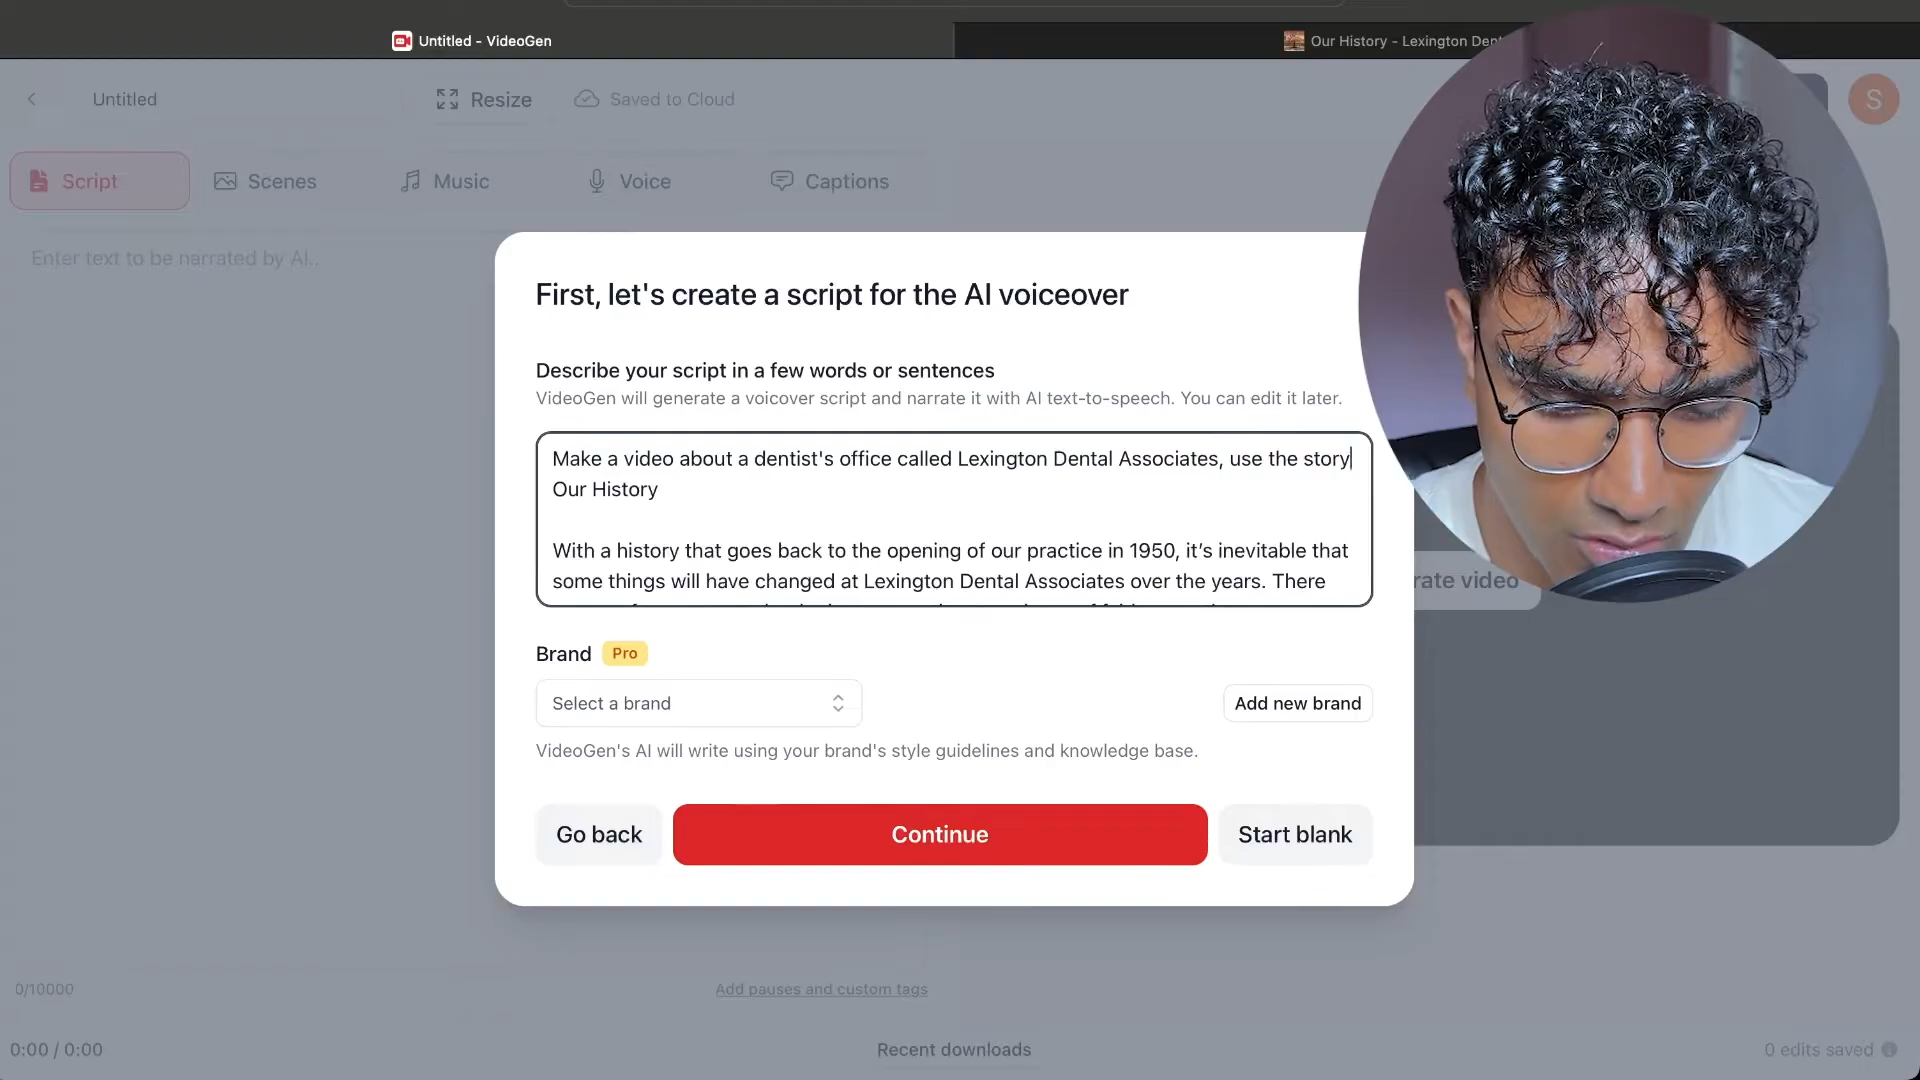 Untitled - VideoGen
Our History - Lexington Dent
Untitled
Resize
Saved to Cloud
S
Script
Scenes
Music
Voice
Captions
Enter text to be narrated by AI..
First, let's create a script for the AI voiceover
Describe your script in a few words or sentences
VideoGen will generate a voicover script and narrate it with AI text-to-speech. You can edit it later.
Make a video about a dentist's office called Lexington Dental Associates, use the story
Our History
With a history that goes back to the opening of our practice in 1950, it’s inevitable that
some things will have changed at Lexington Dental Associates over the years. There
rate video
Brand
Pro
Select a brand
Add new brand
VideoGen's AI will write using your brand's style guidelines and knowledge base.
Go back
Continue
Start blank
0/10000
Add pauses and custom tags
0:00 / 0:00
Recent downloads
0 edits saved